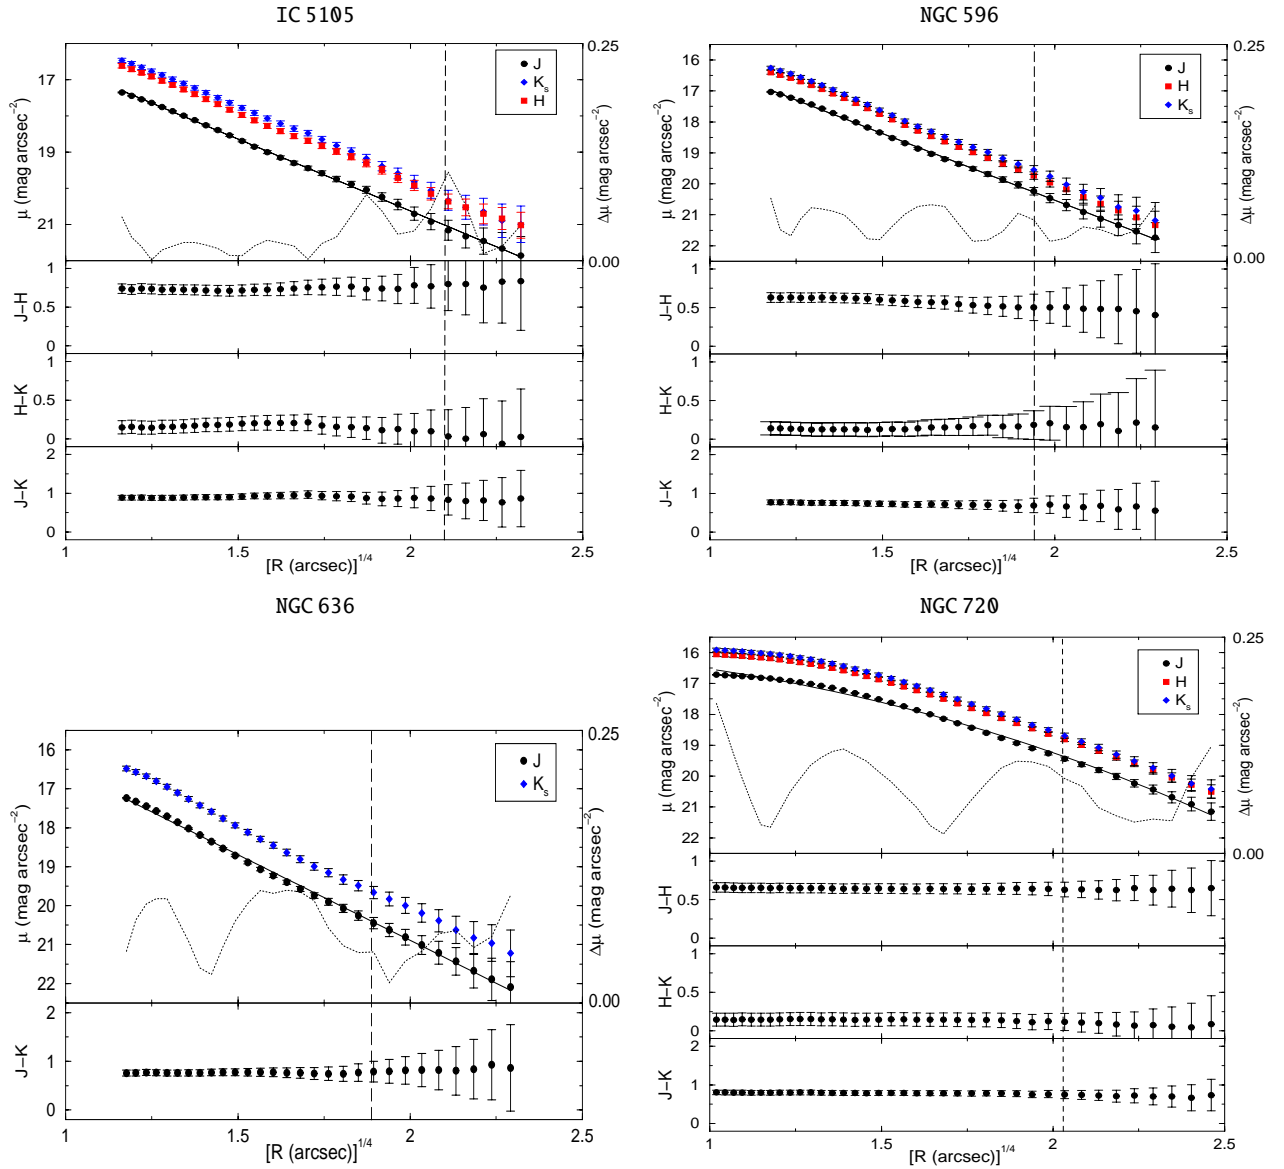 IC 5105
17
19
21
μ (mag arcsec⁻²)
J
Kₛ
H
0.25
Δμ (mag arcsec⁻²)
0.00
1
0.5
0
J−H
1
0.5
0
H−K
2
1
0
J−K
1 1.5 2 2.5
[R (arcsec)]^1/4
NGC 596
16
17
18
19
20
21
22
μ (mag arcsec⁻²)
J
H
Kₛ
0.25
Δμ (mag arcsec⁻²)
0.00
1
0.5
0
J−H
1
0.5
0
H−K
2
1
0
J−K
1 1.5 2 2.5
[R (arcsec)]^1/4
NGC 636
16
17
18
19
20
21
22
μ (mag arcsec⁻²)
J
Kₛ
0.25
Δμ (mag arcsec⁻²)
0.00
2
1
0
J−K
1 1.5 2 2.5
[R (arcsec)]^1/4
NGC 720
16
17
18
19
20
21
22
μ (mag arcsec⁻²)
J
H
Kₛ
0.25
Δμ (mag arcsec⁻²)
0.00
1
0.5
0
J−H
1
0.5
0
H−K
2
1
0
J−K
1 1.5 2 2.5
[R (arcsec)]^1/4